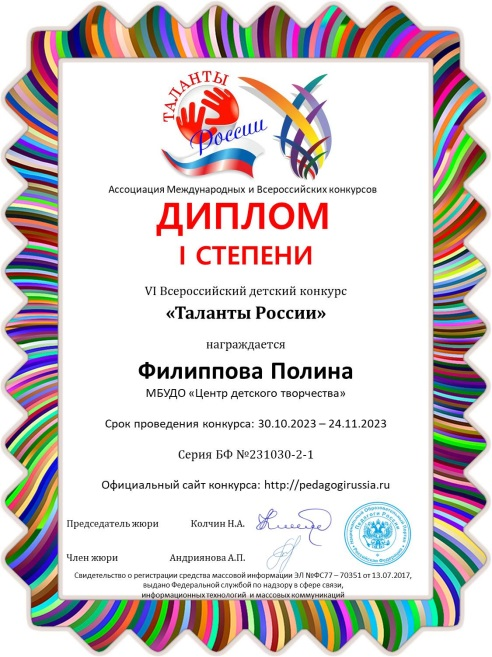 ТАЛАНТЫ
России
Ассоциация Международных и Всероссийских конкурсов
ДИПЛОМ
I СТЕПЕНИ
VI Всероссийский детский конкурс
«Таланты России»
награждается
Филиппова Полина
МБУДО «Центр детского творчества»
Срок проведения конкурса: 30.10.2023 – 24.11.2023
Серия БФ №231030-2-1
Официальный сайт конкурса: http://pedagogirussia.ru
Председатель жюри Колчин Н.А.
Член жюри Андриянова А.П.
Свидетельство о регистрации средства массовой информации ЭЛ №ФС77 – 70351 от 13.07.2017,
выдано Федеральной службой по надзору в сфере связи,
информационных технологий и массовых коммуникаций